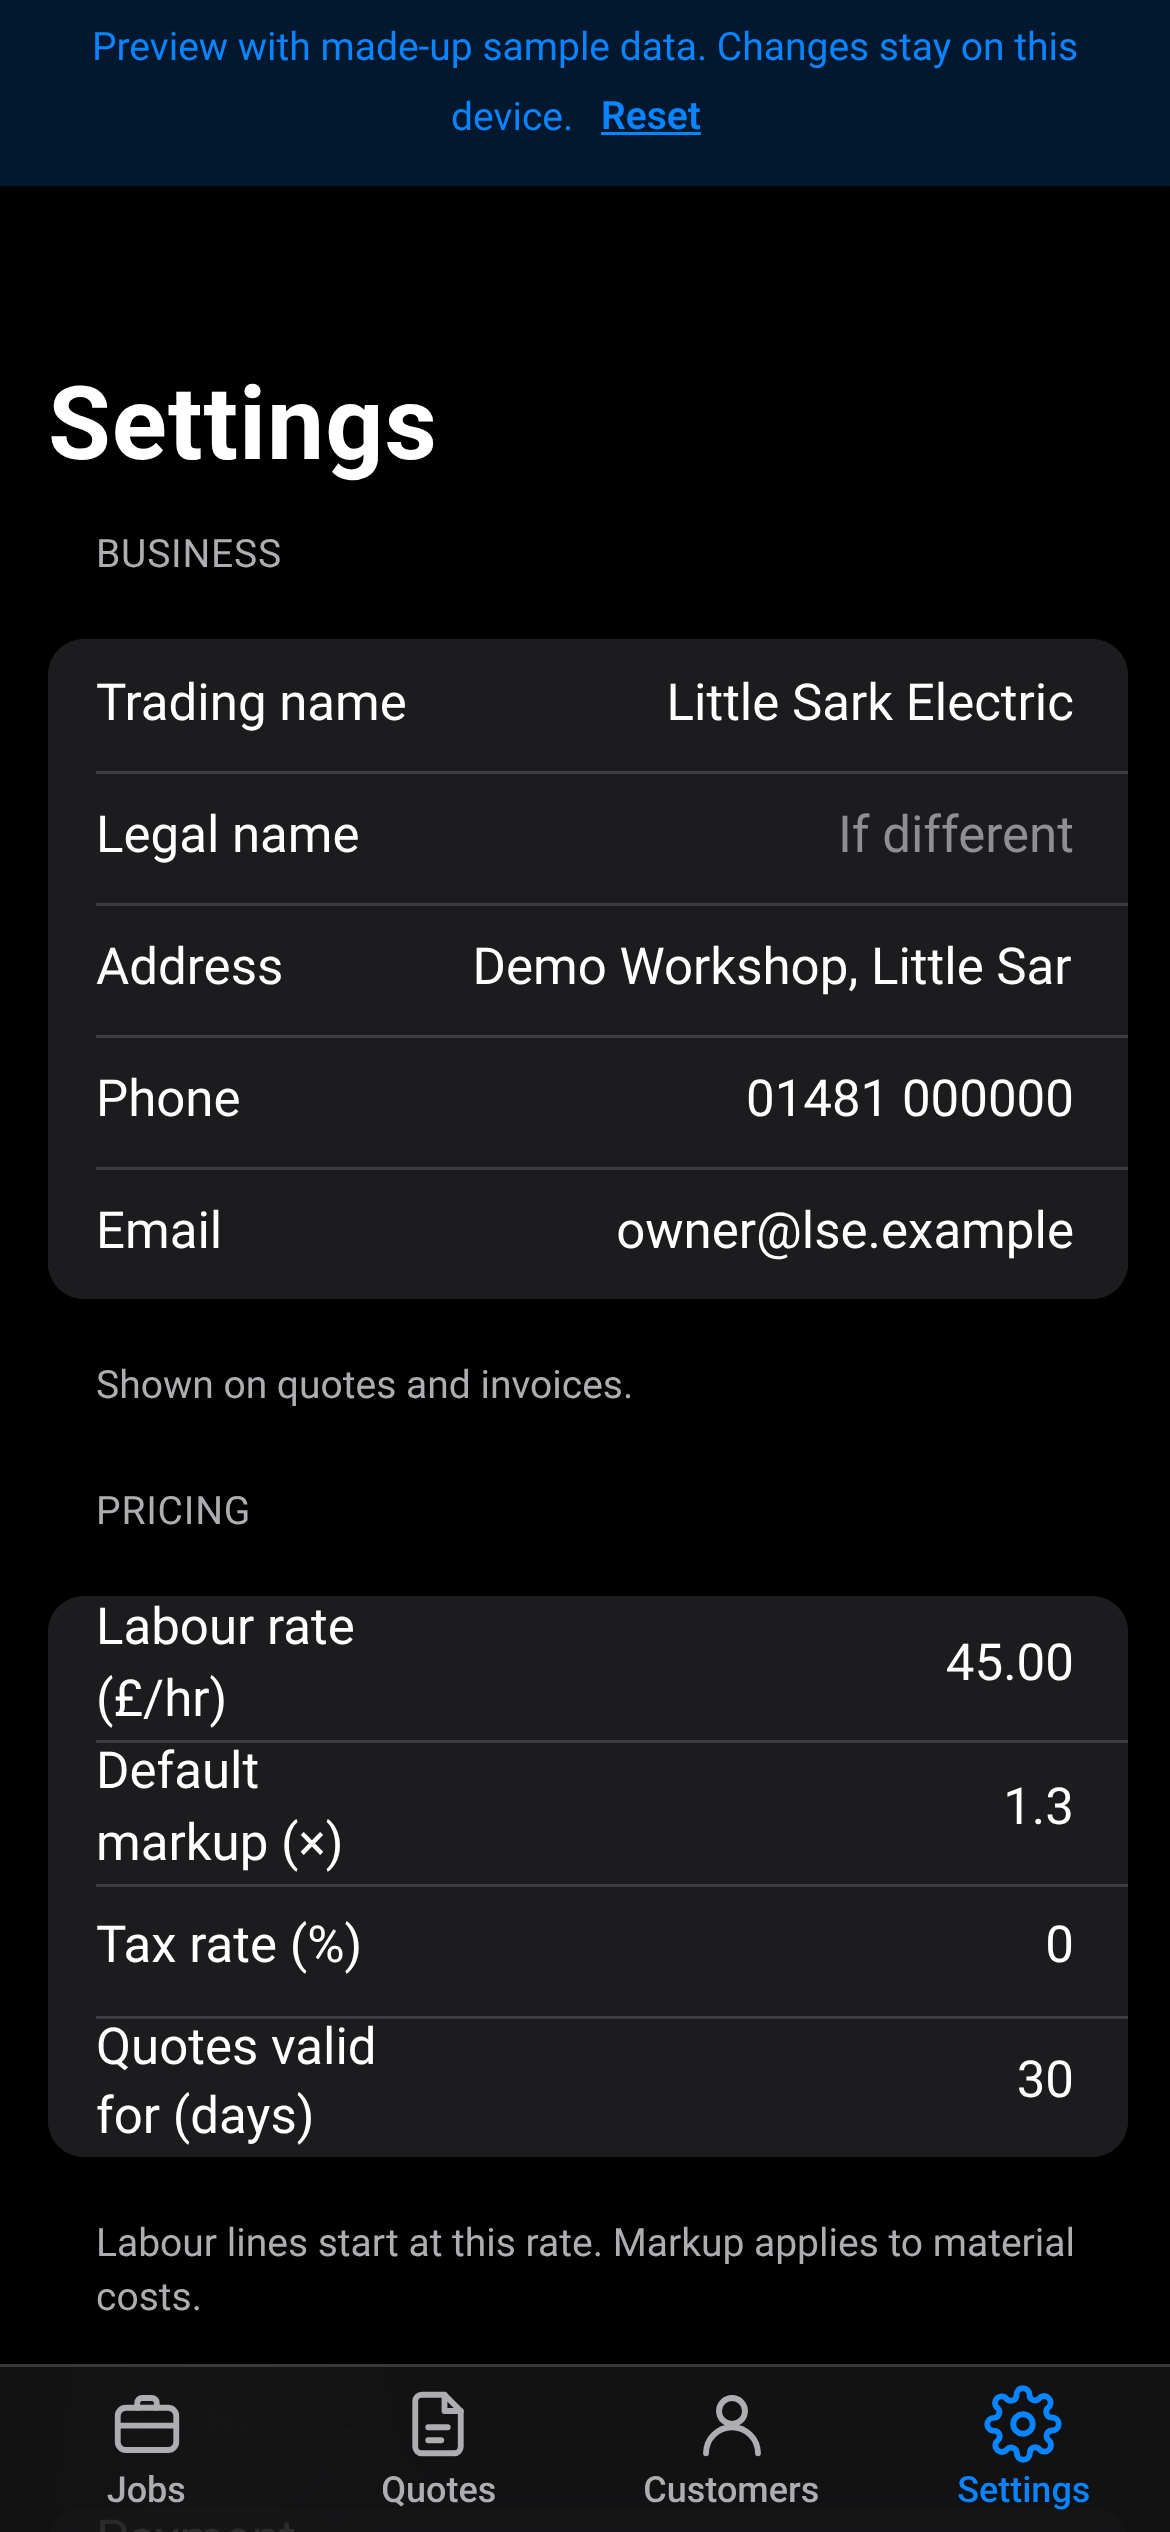 Preview with made-up sample data. Changes stay on this
device. Reset
Settings
BUSINESS
Trading name Little Sark Electric
Legal name If different
Address Demo Workshop, Little Sar
Phone 01481 000000
Email owner@lse.example
Shown on quotes and invoices.
PRICING
Labour rate
(£/hr)
45.00
Default
markup (×)
1.3
Tax rate (%) 0
Quotes valid
for (days)
30
Labour lines start at this rate. Markup applies to material
costs.
Jobs Quotes Customers Settings